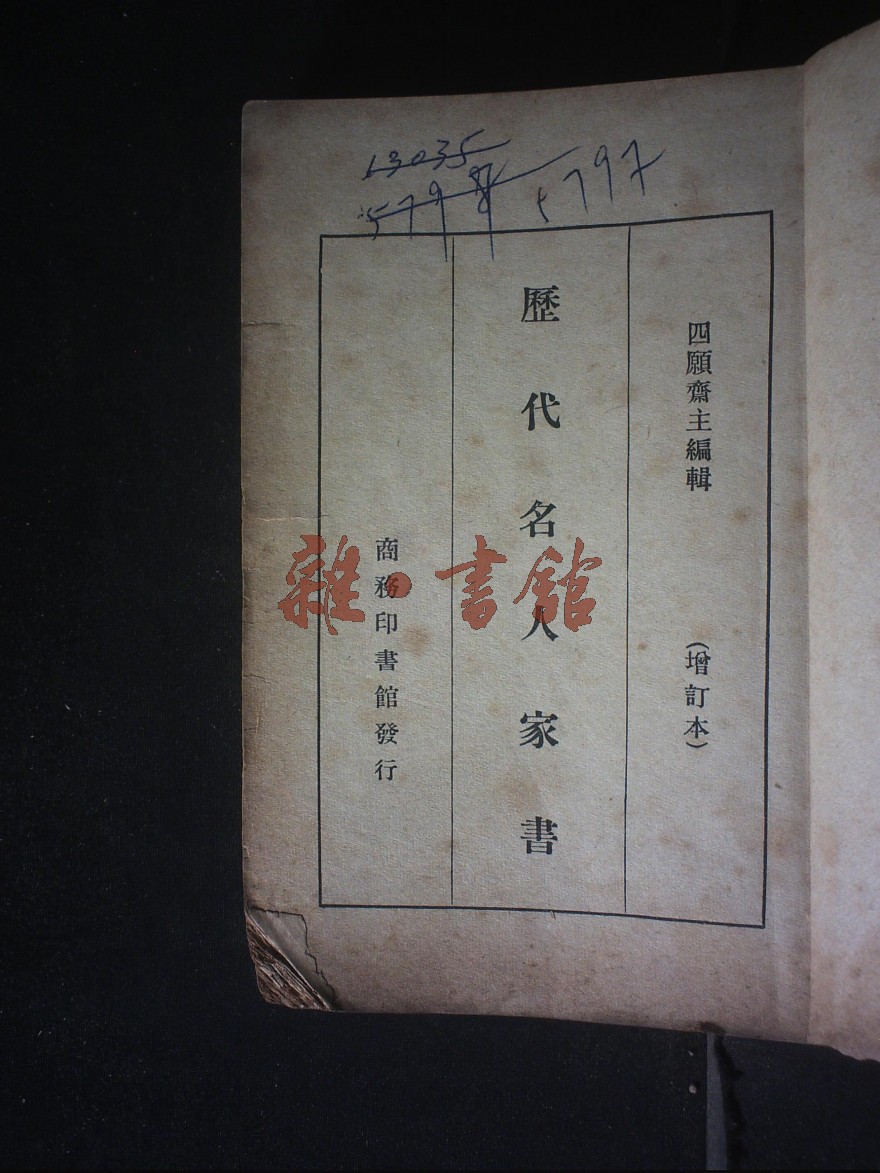 13035
5798 5797
四願齋主編輯 （增訂本）
歷代名人家書
商務印書館發行
雜·書館